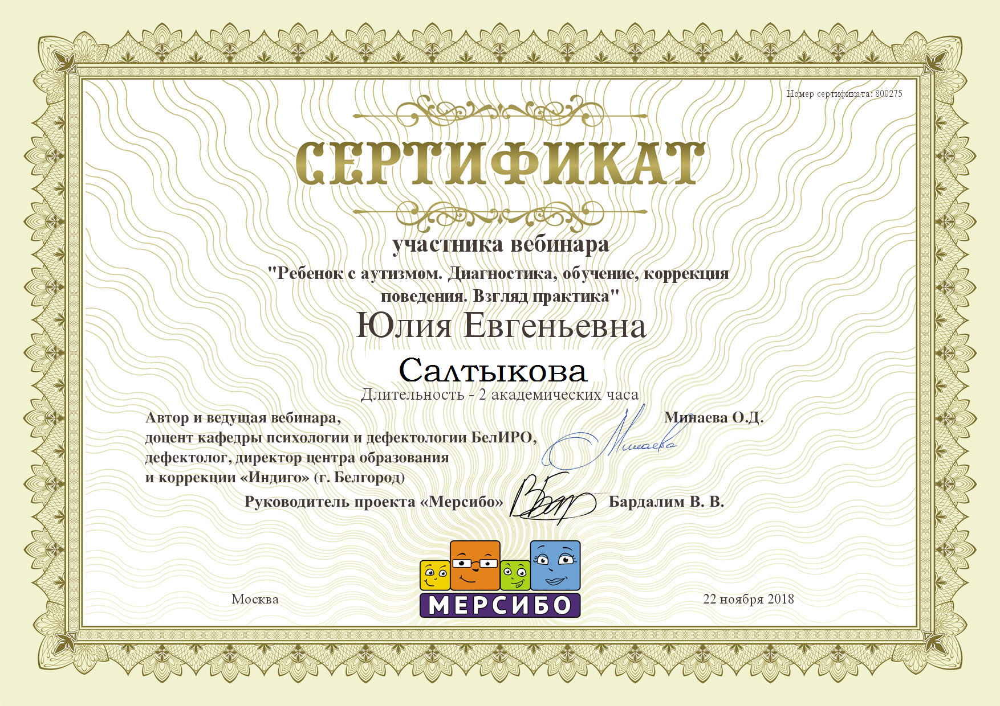 Номер сертификата: 800275
СЕРТИФИКАТ
участника вебинара
"Ребенок с аутизмом. Диагностика, обучение, коррекция
поведения. Взгляд практика"
Юлия Евгеньевна
Салтыкова
Длительность - 2 академических часа
Автор и ведущая вебинара,
Минаева О.Д.
доцент кафедры психологии и дефектологии БелИРО,
дефектолог, директор центра образования
и коррекции «Индиго» (г. Белгород)
Минаева
Руководитель проекта «Мерсибо» Бардалим В. В.
МЕРСИБО
Москва
22 ноября 2018